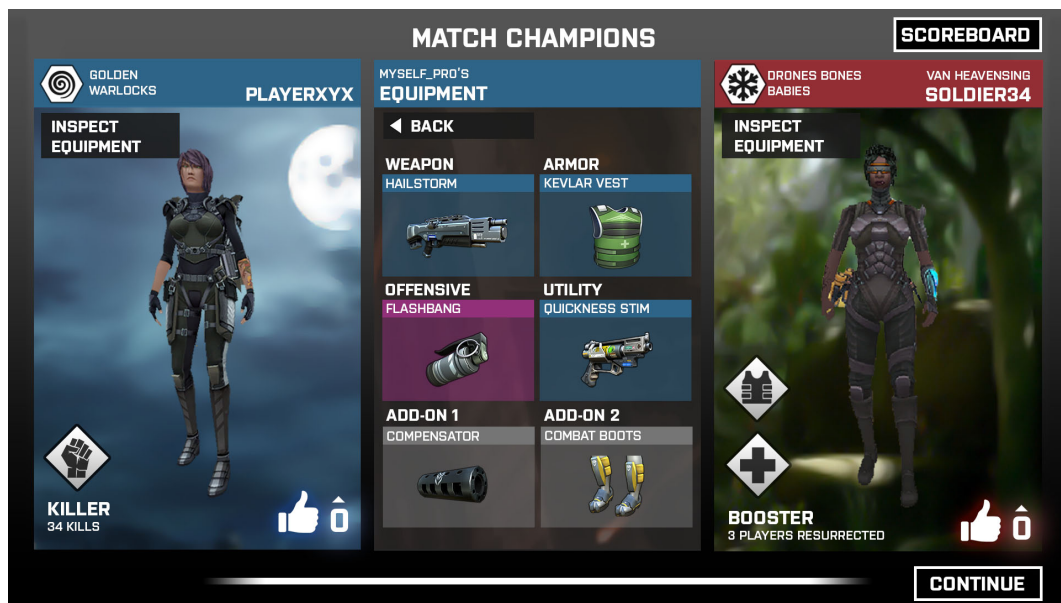 MATCH CHAMPIONS
SCOREBOARD
GOLDEN
WARLOCKS
PLAYERXYX
INSPECT
EQUIPMENT
KILLER
34 KILLS
0
MYSELF_PRO'S
EQUIPMENT
BACK
WEAPON
ARMOR
HAILSTORM
KEVLAR VEST
OFFENSIVE
UTILITY
FLASHBANG
QUICKNESS STIM
ADD-ON 1
ADD-ON 2
COMPENSATOR
COMBAT BOOTS
DRONES BONES
BABIES
VAN HEAVENSING
SOLDIER34
INSPECT
EQUIPMENT
BOOSTER
3 PLAYERS RESURRECTED
0
CONTINUE